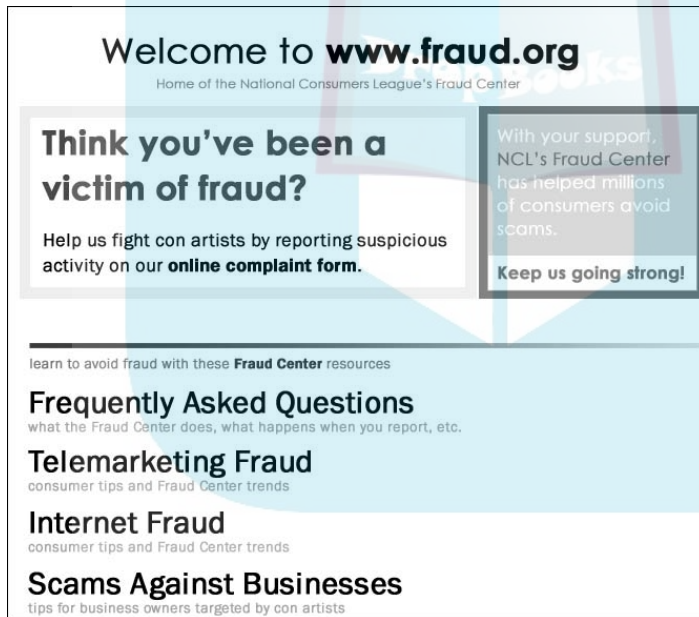 Welcome to www.fraud.org
Home of the National Consumers League's Fraud Center
Think you've been a
victim of fraud?
Help us fight con artists by reporting suspicious
activity on our online complaint form.
With your support,
NCL's Fraud Center
has helped millions
of consumers avoid
scams.
Keep us going strong!
learn to avoid fraud with these Fraud Center resources
Frequently Asked Questions
what the Fraud Center does, what happens when you report, etc.
Telemarketing Fraud
consumer tips and Fraud Center trends
Internet Fraud
consumer tips and Fraud Center trends
Scams Against Businesses
tips for business owners targeted by con artists
DropBooks